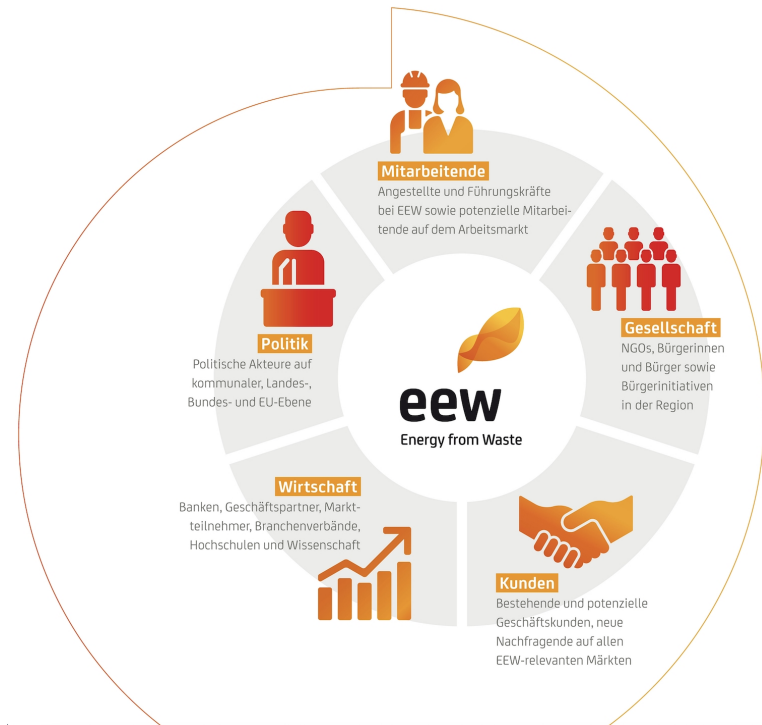 Mitarbeitende
Angestellte und Führungskräfte
bei EEW sowie potenzielle Mitarbei-
tende auf dem Arbeitsmarkt
Gesellschaft
NGOs, Bürgerinnen
und Bürger sowie
Bürgerinitiativen
in der Region
Politik
Politische Akteure auf
kommunaler, Landes-,
Bundes- und EU-Ebene
eew
Energy from Waste
Wirtschaft
Banken, Geschäftspartner, Markt-
teilnehmer, Branchenverbände,
Hochschulen und Wissenschaft
Kunden
Bestehende und potenzielle
Geschäftskunden, neue
Nachfragende auf allen
EEW-relevanten Märkten